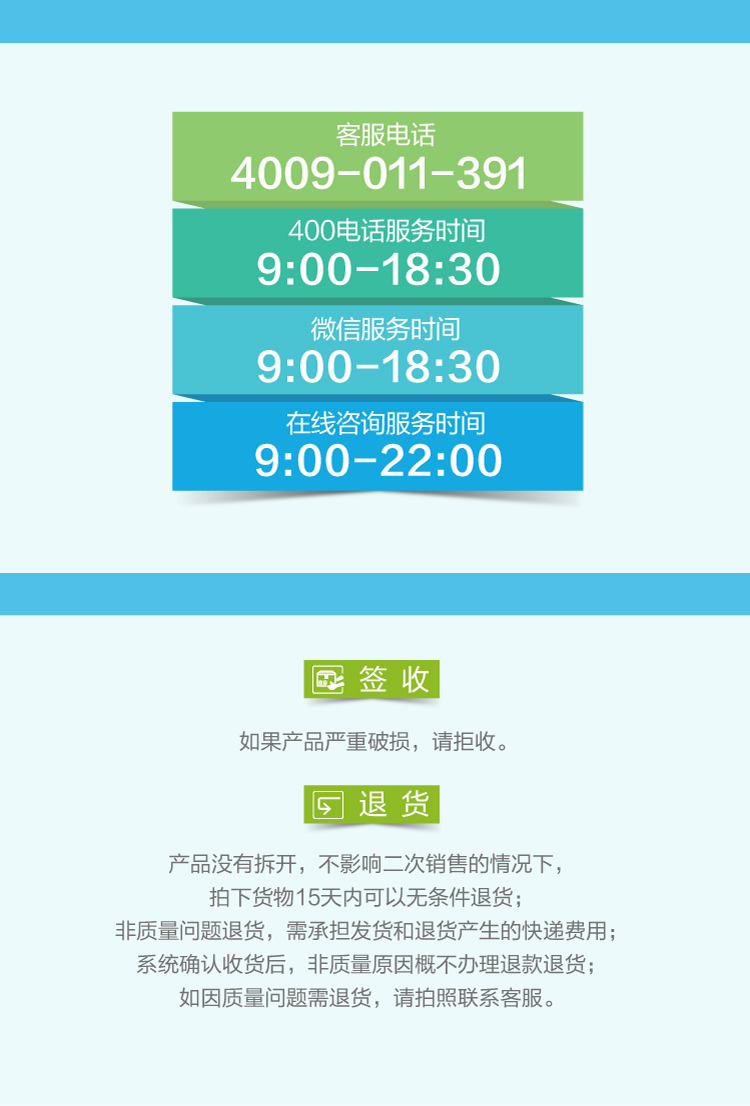 客服电话
4009-011-391
400电话服务时间
9:00-18:30
微信服务时间
9:00-18:30
在线咨询服务时间
9:00-22:00
签 收
如果产品严重破损，请拒收。
退 货
产品没有拆开，不影响二次销售的情况下，
拍下货物15天内可以无条件退货；
非质量问题退货，需承担发货和退货产生的快递费用；
系统确认收货后，非质量原因概不办理退款退货；
如因质量问题需退货，请拍照联系客服。